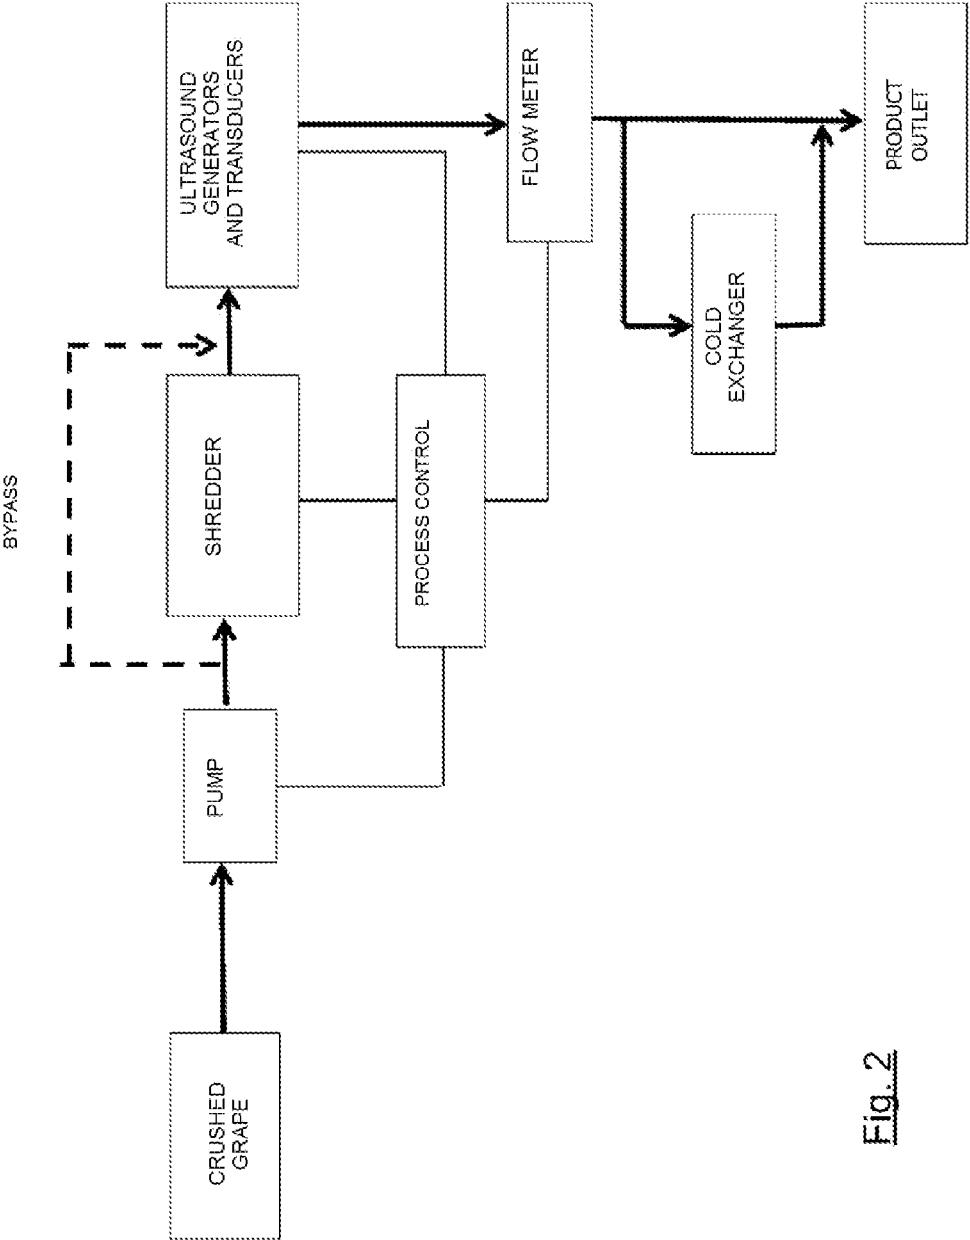 BYPASS
CRUSHED
GRAPE
PUMP
SHREDDER
ULTRASOUND
GENERATORS
AND TRANSDUCERS
PROCESS CONTROL
FLOW METER
COLD
EXCHANGER
PRODUCT
OUTLET
Fig. 2